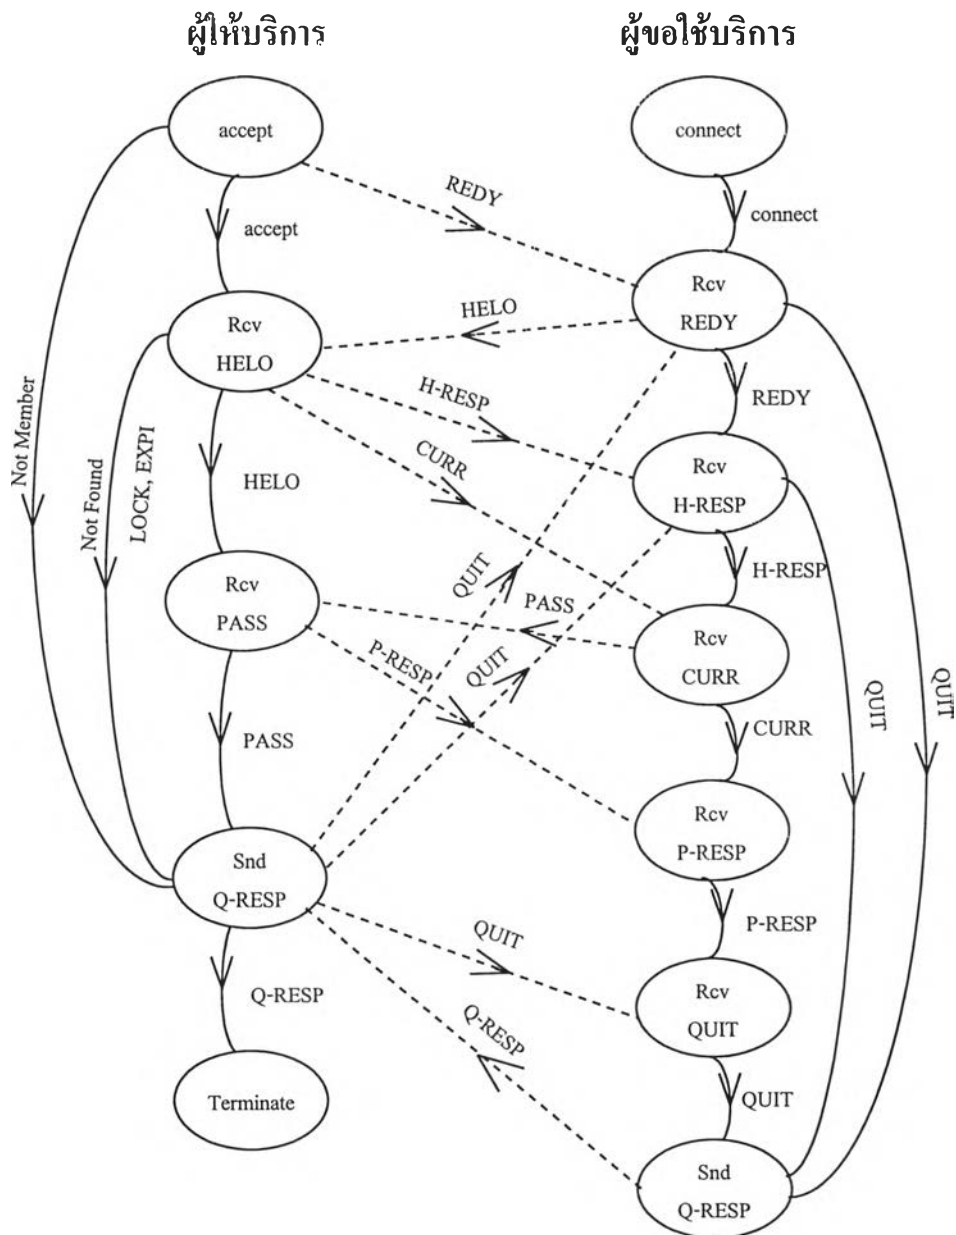 ผู้ให้บริการ
ผู้ขอใช้บริการ
accept
connect
REDY
accept
connect
Rcv
REDY
HELO
Rcv
HELO
H-RESP
REDY
CURR
Not Member
Not Found
LOCK, EXPI
HELO
Rcv
H-RESP
QUIT
H-RESP
Rcv
PASS
PASS
Rcv
CURR
P-RESP
QUIT
QUIT
QUIT
PASS
CURR
Rcv
P-RESP
Snd
Q-RESP
QUIT
P-RESP
Q-RESP
Q-RESP
Rcv
QUIT
Terminate
QUIT
Snd
Q-RESP